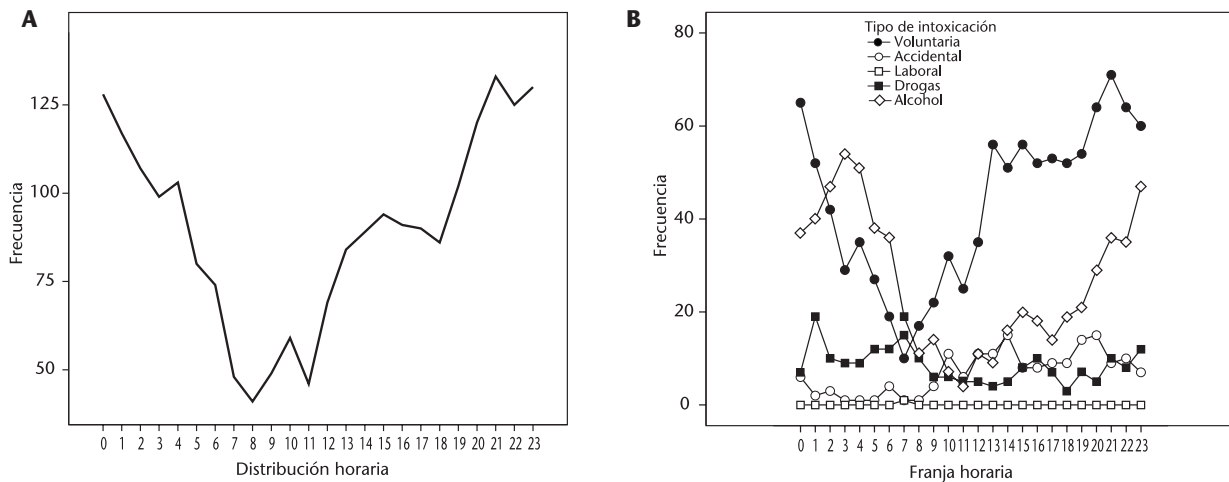 A
Frecuencia
125
100
75
50
0 1 2 3 4 5 6 7 8 9 10 11 12 13 14 15 16 17 18 19 20 21 22 23
Distribución horaria
B
Tipo de intoxicación
Voluntaria
Accidental
Laboral
Drogas
Alcohol
Frecuencia
80
60
40
20
0
0 1 2 3 4 5 6 7 8 9 10 11 12 13 14 15 16 17 18 19 20 21 22 23
Franja horaria